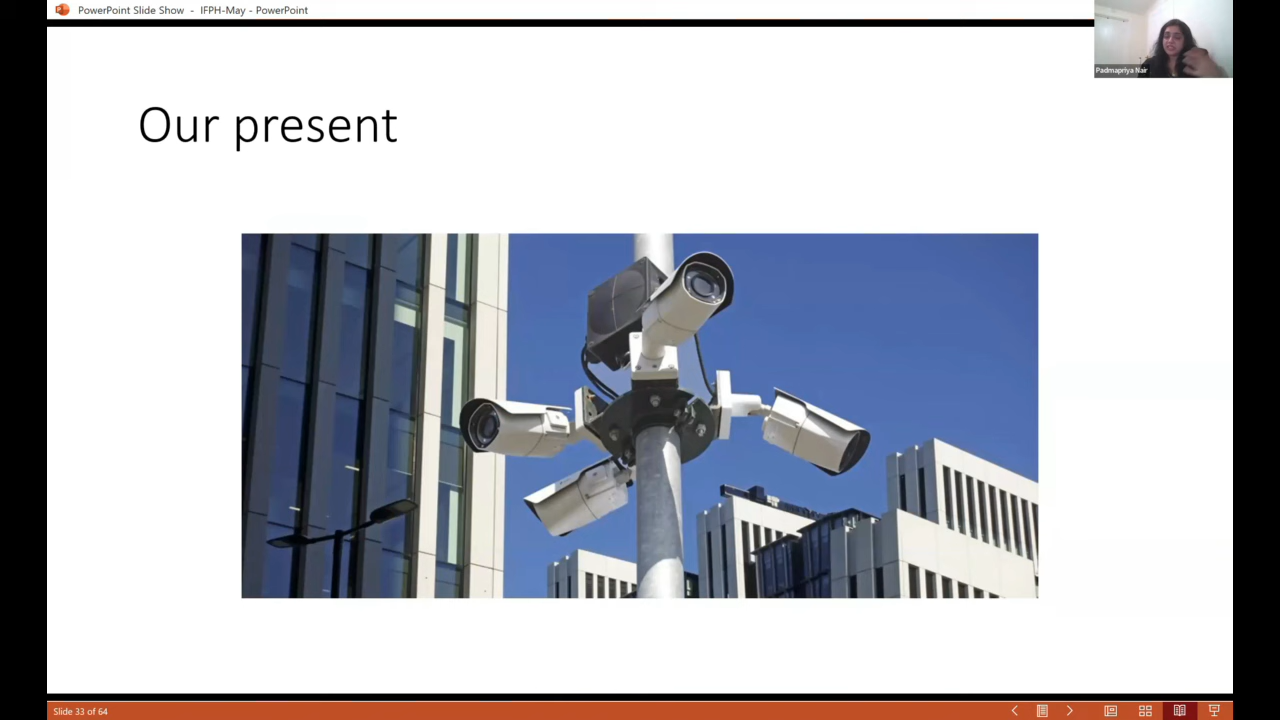 PowerPoint Slide Show - IFPH-May - PowerPoint
Padmapriya Nair
Our present
Slide 33 of 64